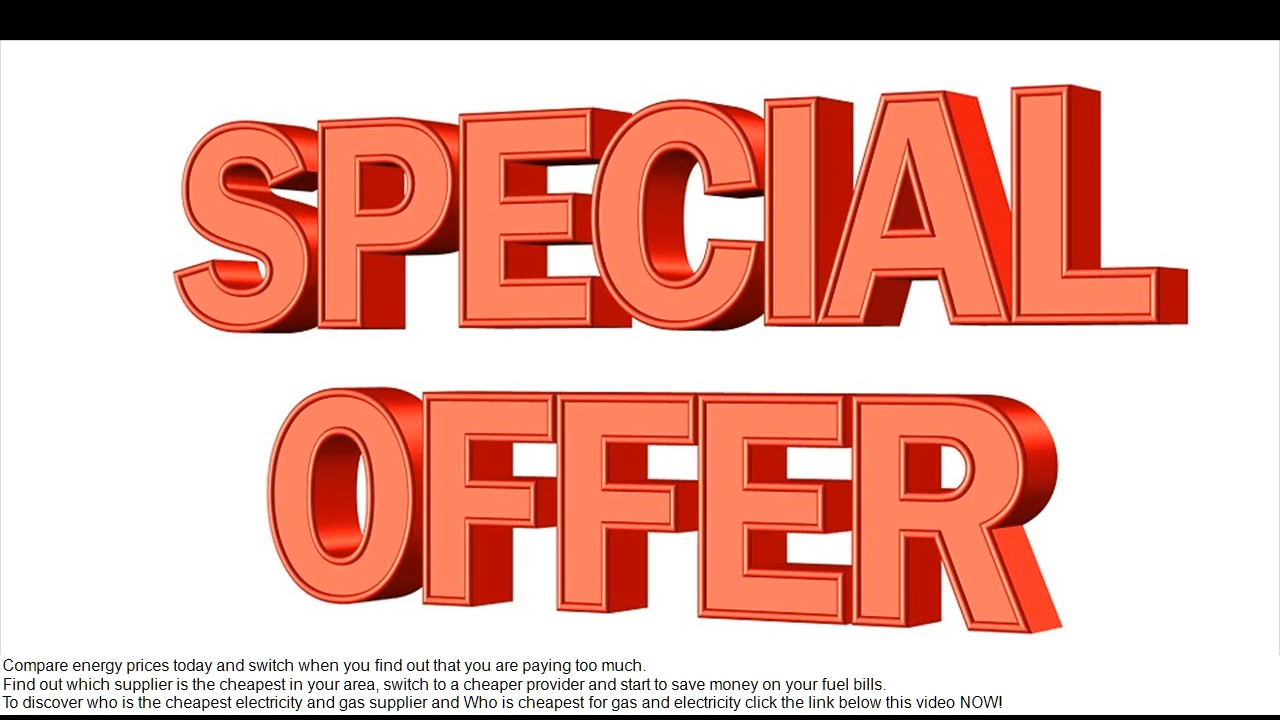 SPECIAL
OFFER
Compare energy prices today and switch when you find out that you are paying too much.
Find out which supplier is the cheapest in your area, switch to a cheaper provider and start to save money on your fuel bills.
To discover who is the cheapest electricity and gas supplier and Who is cheapest for gas and electricity click the link below this video NOW!